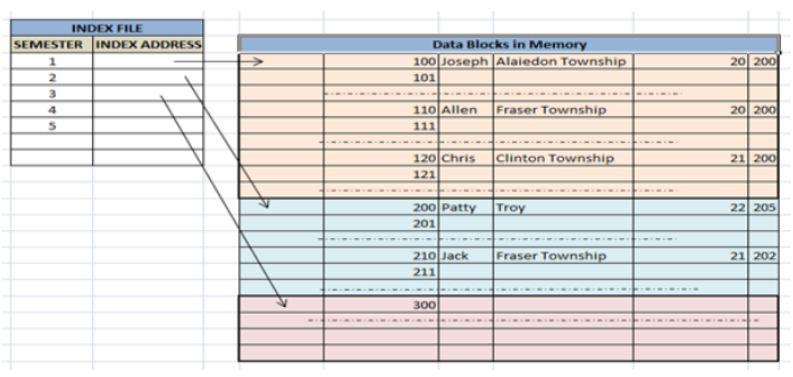 INDEX FILE
SEMESTER INDEX ADDRESS
1
2
3
4
5
Data Blocks in Memory
100 Joseph Alaiedon Township 20 200
101
110 Allen Fraser Township 20 200
111
120 Chris Clinton Township 21 200
121
200 Patty Troy 22 205
201
210 Jack Fraser Township 21 202
211
300